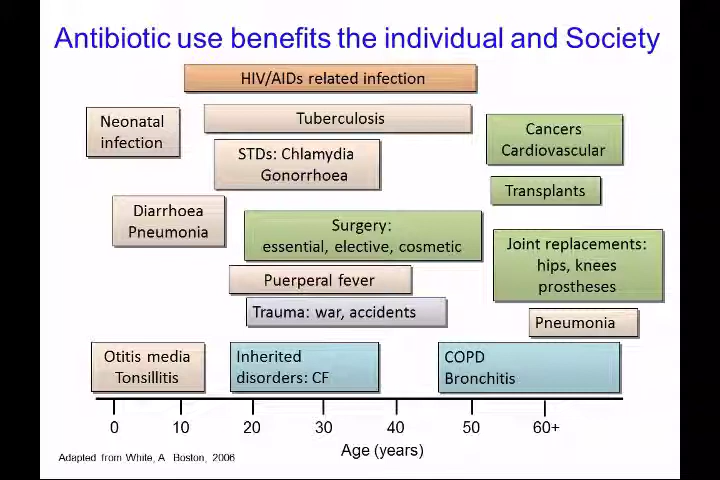 Antibiotic use benefits the individual and Society
HIV/AIDs related infection
Neonatal
infection
Tuberculosis
Cancers
Cardiovascular
STDs: Chlamydia
Gonorrhoea
Transplants
Diarrhoea
Pneumonia
Surgery:
essential, elective, cosmetic
Joint replacements:
hips, knees
prostheses
Puerperal fever
Trauma: war, accidents
Pneumonia
Otitis media
Tonsillitis
Inherited
disorders: CF
COPD
Bronchitis
0 10 20 30 40 50 60+
Age (years)
Adapted from White, A Boston, 2006